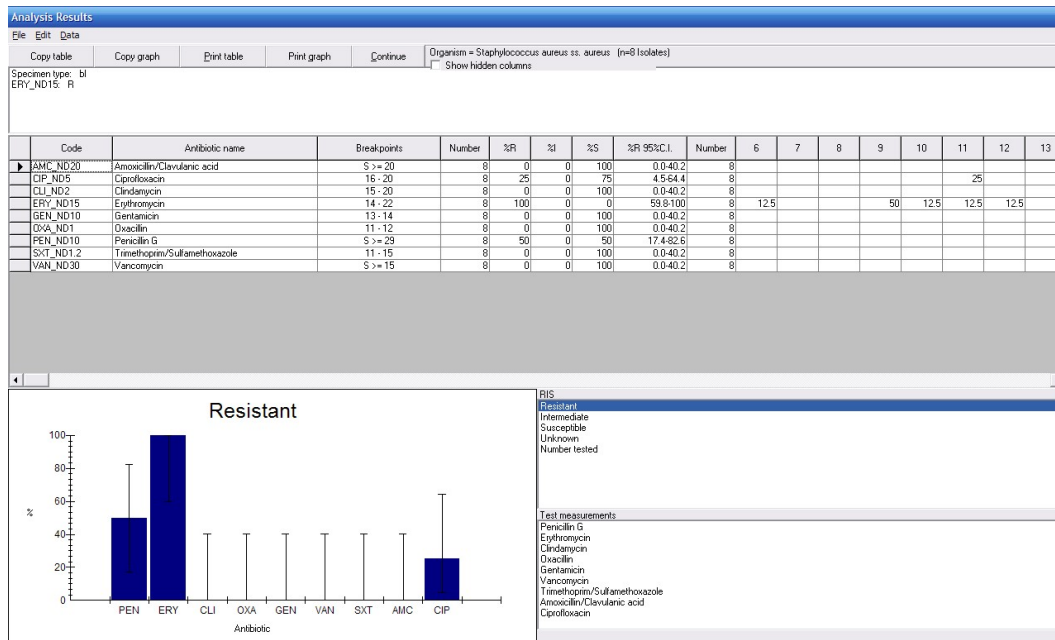 Analysis Results
File Edit Data
Copy table Copy graph Print table Print graph Continue Organism = Staphylococcus aureus ss. aureus (n=8 Isolates)
Show hidden columns
Specimen type: bl
ERY_ND15: R
Code Antibiotic name Breakpoints Number %R %I %S %R 95%C.I. Number 6 7 8 9 10 11 12 13
AMC_ND20 Amoxicillin/Clavulanic acid S >= 20 8 0 0 100 0.0-40.2 8
CIP_ND5 Ciprofloxacin 16 - 20 8 25 0 75 4.5-64.4 8 25
CLI_ND2 Clindamycin 15 - 20 8 0 0 100 0.0-40.2 8
ERY_ND15 Erythromycin 14 - 22 8 100 0 0 59.8-100 8 12.5 50 12.5 12.5 12.5
GEN_ND10 Gentamicin 13 - 14 8 0 0 100 0.0-40.2 8
OXA_ND1 Oxacillin 11 - 12 8 0 0 100 0.0-40.2 8
PEN_ND10 Penicillin G S >= 29 8 50 0 50 17.4-82.6 8
SXT_ND1.2 Trimethoprim/Sulfamethoxazole 11 - 15 8 0 0 100 0.0-40.2 8
VAN_ND30 Vancomycin S >= 15 8 0 0 100 0.0-40.2 8
Resistant
100
80
60
40
20
0
%
PEN ERY CLI OXA GEN VAN SXT AMC CIP
Antibiotic
RIS
Resistant
Intermediate
Susceptible
Unknown
Number tested
Test measurements
Penicillin G
Erythromycin
Clindamycin
Oxacillin
Gentamicin
Vancomycin
Trimethoprim/Sulfamethoxazole
Amoxicillin/Clavulanic acid
Ciprofloxacin